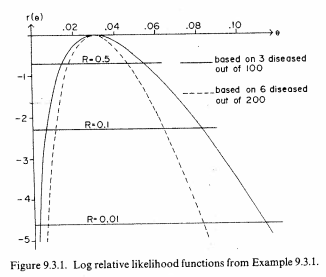 r(θ)
.02 .04 .06 .08 .10 θ
R=0.5
based on 3 diseased
out of 100
-1
based on 6 diseased
out of 200
-2
R=0.1
-3
-4
R=0.01
-5
Figure 9.3.1. Log relative likelihood functions from Example 9.3.1.